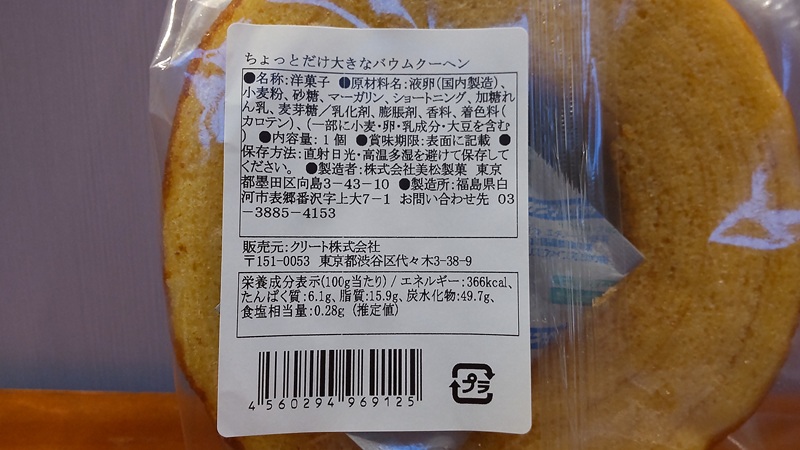 ちょっとだけ大きなバウムクーヘン
●名称:洋菓子 ●原材料名:液卵(国内製造)、
小麦粉、砂糖、マーガリン、ショートニング、加糖れ
ん乳、麦芽糖／乳化剤、膨脹剤、香料、着色料(
カロテン)、(一部に小麦・卵・乳成分・大豆を含む
) ●内容量:1個 ●賞味期限:表面に記載 ●
保存方法:直射日光・高温多湿を避けて保存して
ください。 ●製造者:株式会社美松製菓 東京
都墨田区向島3-43-10 ●製造所:福島県白
河市表郷番沢字上大7-1 お問い合わせ先 03
-3885-4153
販売元:クリート株式会社
〒151-0053 東京都渋谷区代々木3-38-9
栄養成分表示(100g当たり) / エネルギー:366kcal、
たんぱく質:6.1g、脂質:15.9g、炭水化物:49.7g、
食塩相当量:0.28g (推定値)
4560294969125
プラ